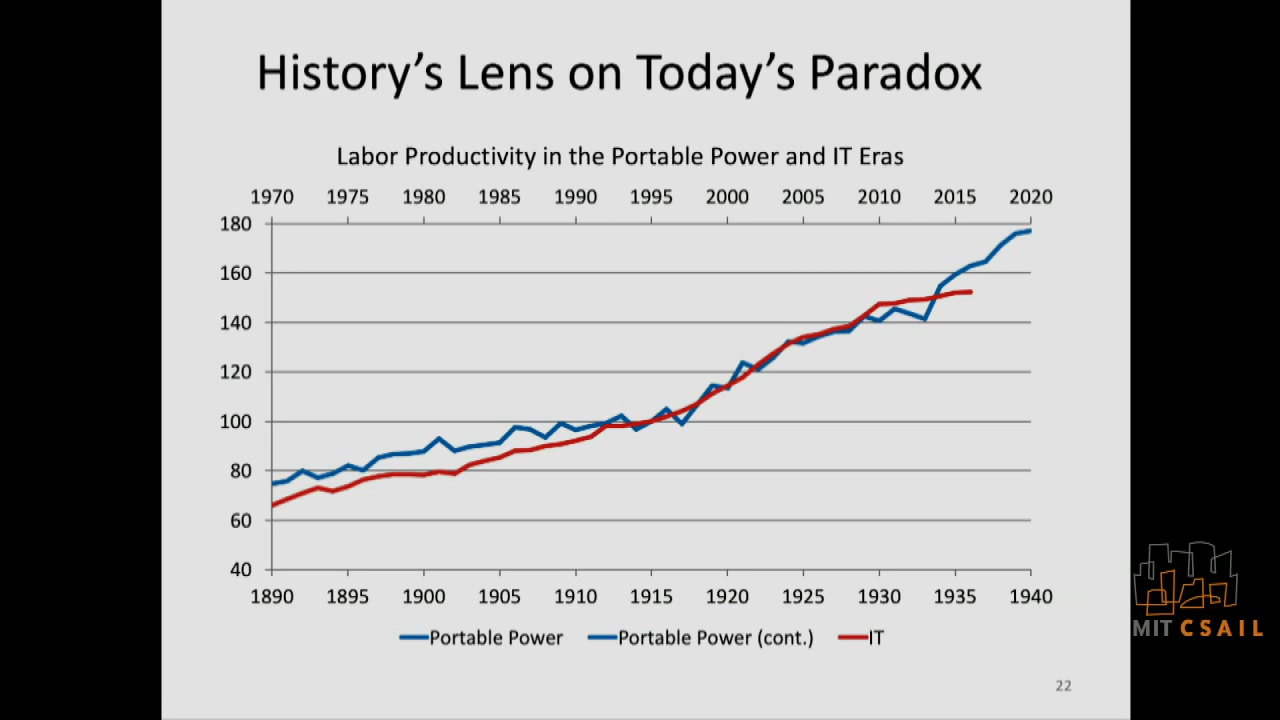 History's Lens on Today's Paradox
Labor Productivity in the Portable Power and IT Eras
1970 1975 1980 1985 1990 1995 2000 2005 2010 2015 2020
180
160
140
120
100
80
60
40
1890 1895 1900 1905 1910 1915 1920 1925 1930 1935 1940
Portable Power Portable Power (cont.) IT
22
MIT CSAIL